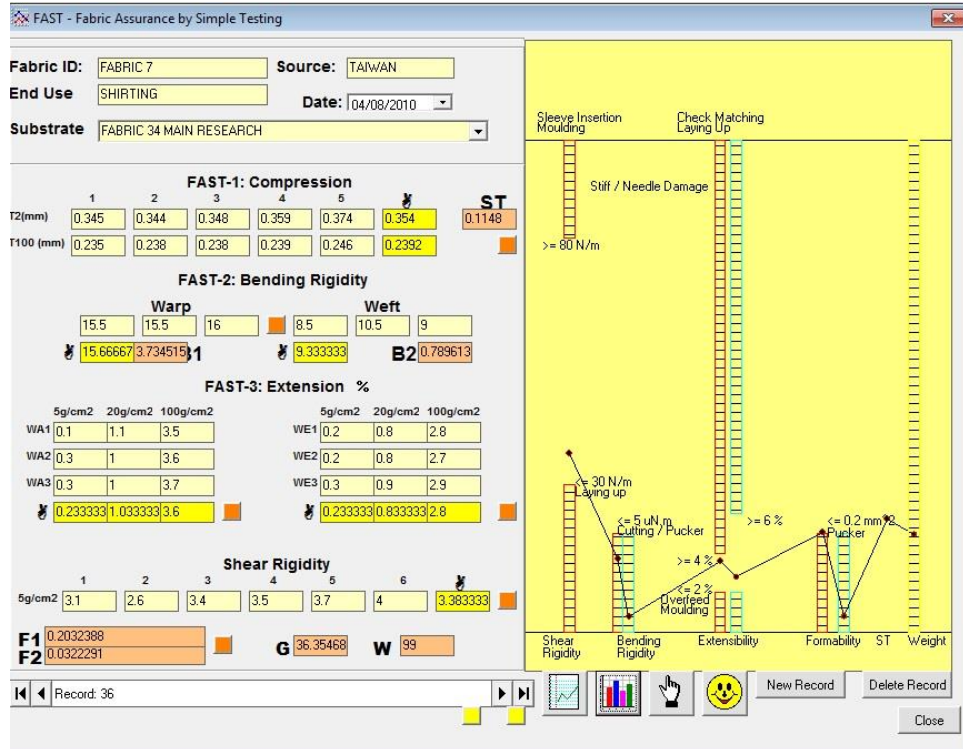 FAST - Fabric Assurance by Simple Testing
Fabric ID: FABRIC 7 Source: TAIWAN
End Use SHIRTING Date: 04/08/2010
Substrate FABRIC 34 MAIN RESEARCH
FAST-1: Compression
1 2 3 4 5 ST
T2(mm) 0.345 0.344 0.348 0.359 0.374 0.354 0.1148
T100 (mm) 0.235 0.238 0.238 0.239 0.246 0.2392
FAST-2: Bending Rigidity
Warp Weft
15.5 15.5 16 8.5 10.5 9
15.66667 3.734515 B1 9.333333 B2 0.789613
FAST-3: Extension %
5g/cm2 20g/cm2 100g/cm2 5g/cm2 20g/cm2 100g/cm2
WA1 0.1 1.1 3.5 WE1 0.2 0.8 2.8
WA2 0.3 1 3.6 WE2 0.2 0.8 2.7
WA3 0.3 1 3.7 WE3 0.3 0.9 2.9
0.233333 1.033333 3.6 0.233333 0.833333 2.8
Shear Rigidity
1 2 3 4 5 6
5g/cm2 3.1 2.6 3.4 3.5 3.7 4 3.383333
F1 0.2032388
F2 0.0322291
G 36.35468 W 99
Record: 36
Sleeve Insertion Check Matching
Moulding Laying Up
Stiff / Needle Damage
>= 80 N/m
<= 30 N/m
Laying up
<= 5 uN.m >= 6 % <= 0.2 mm^2
Cutting / Pucker Pucker
>= 4 %
<= 2 %
Overfeed
Moulding
Shear Bending Extensibility Formability ST Weight
Rigidity Rigidity
New Record Delete Record
Close